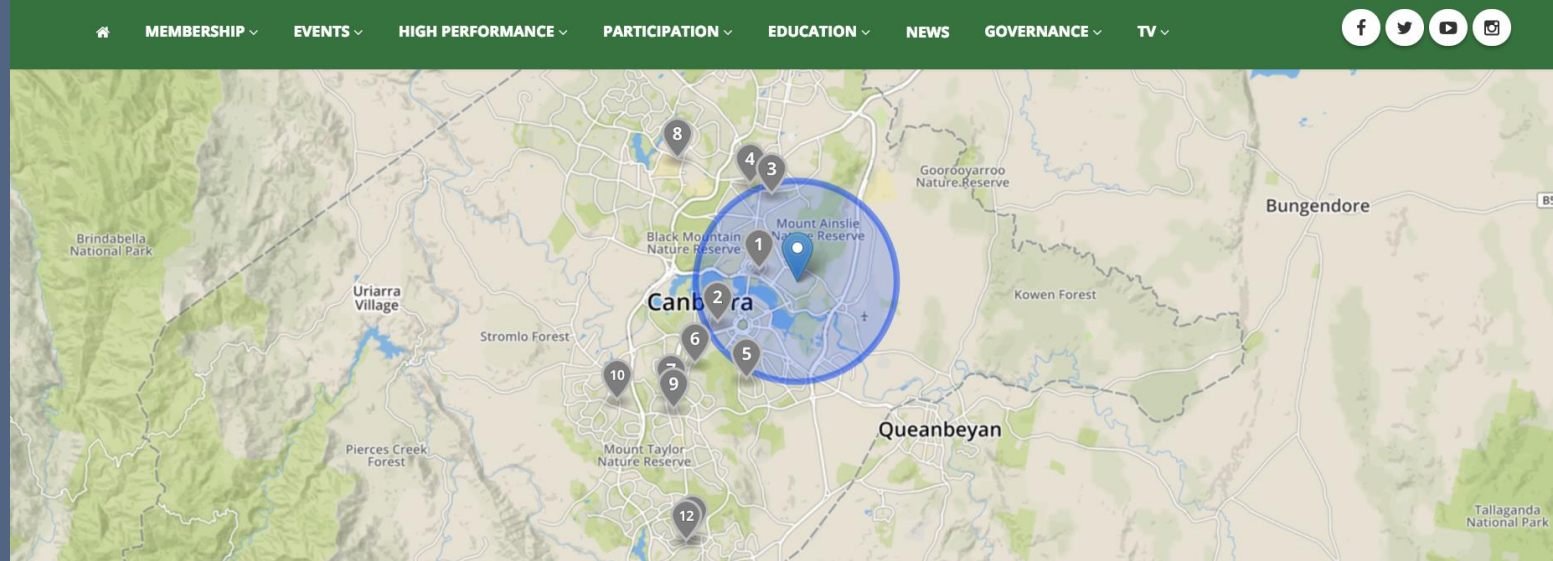 MEMBERSHIP EVENTS HIGH PERFORMANCE PARTICIPATION EDUCATION NEWS GOVERNANCE TV
8
4
3
Goorooyarroo
Nature Reserve
Bungendore
Brindabella
National Park
Black Mountain
Nature Reserve
1
Mount Ainslie
Nature Reserve
Uriarra
Village
2
Kowen Forest
Stromlo Forest
6
5
10
7
9
Queanbeyan
Pierces Creek
Forest
Mount Taylor
Nature Reserve
12
Tallaganda
National Park